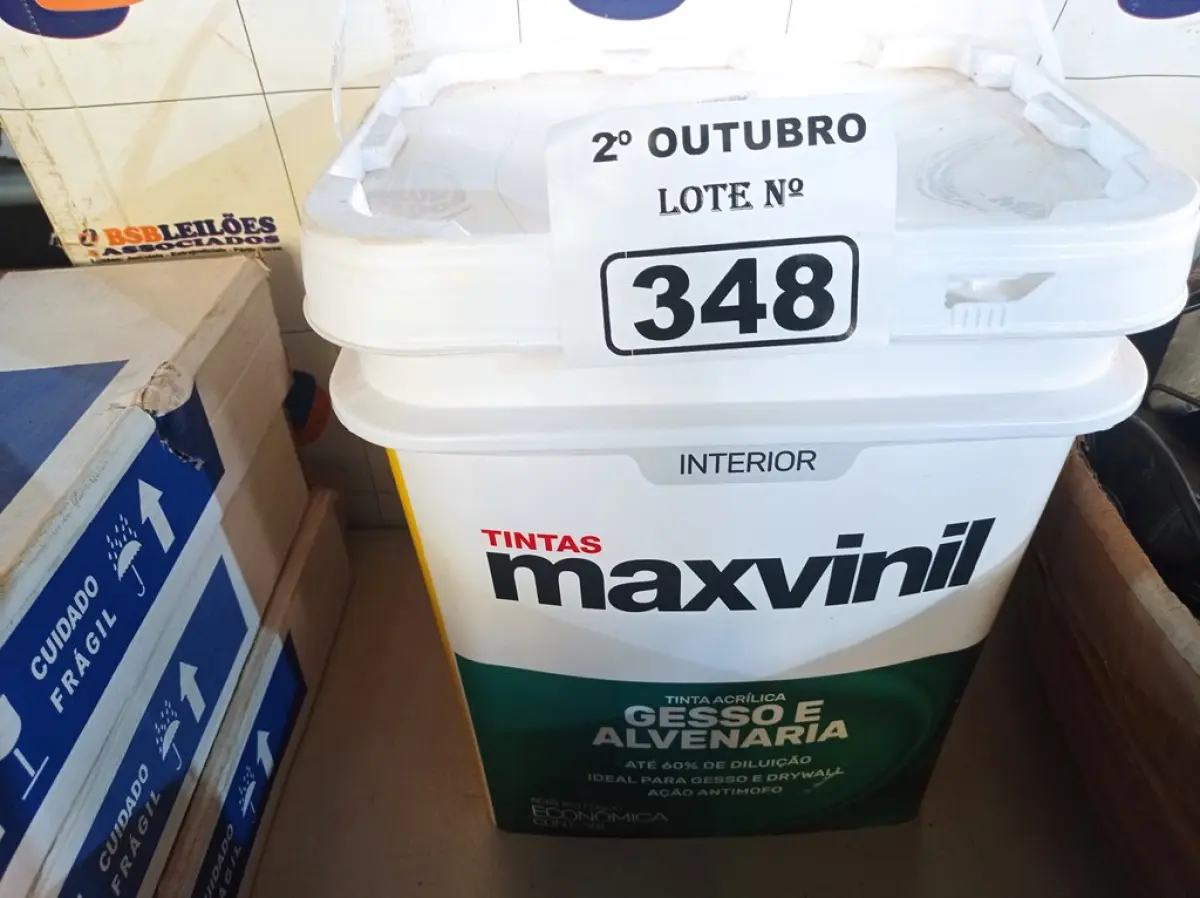 BSBLEILÕES
ASSOCIADOS
2º OUTUBRO
LOTE Nº
348
INTERIOR
TINTAS
maxvinil
TINTA ACRÍLICA
GESSO E
ALVENARIA
ATÉ 60% DE DILUIÇÃO
IDEAL PARA GESSO E DRYWALL
AÇÃO ANTIMOFO
ECONÔMICA
CUIDADO
FRÁGIL
CUIDADO
FRÁGIL
CUIDADO